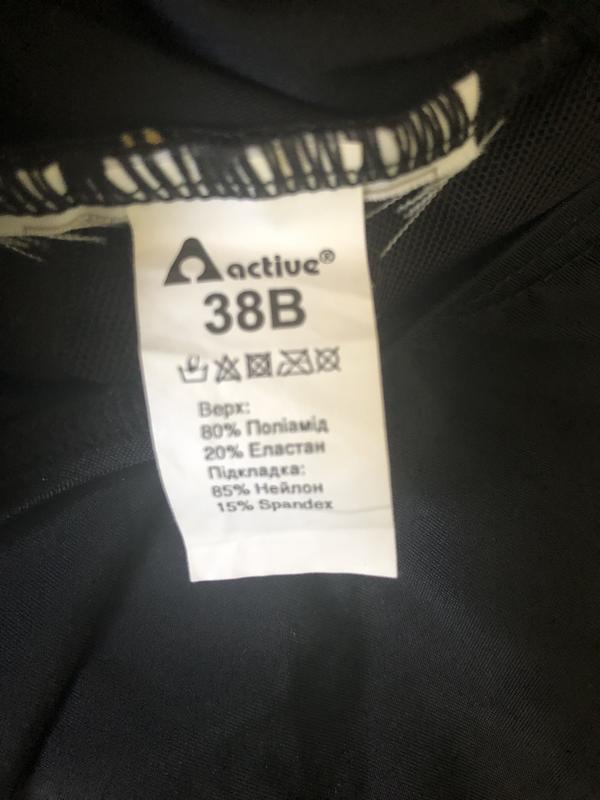 active®
38B
Верх:
80% Поліамід
20% Еластан
Підкладка:
85% Нейлон
15% Spandex